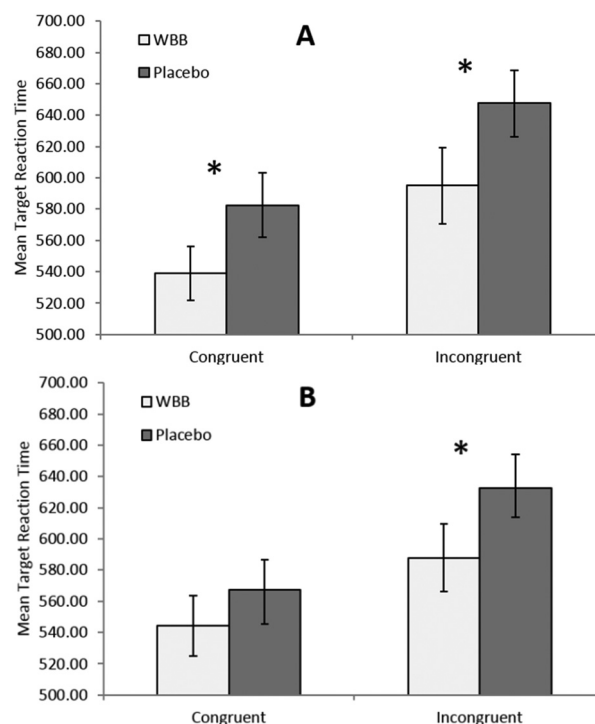 700.00
680.00
660.00
640.00
620.00
600.00
580.00
560.00
540.00
520.00
500.00
Mean Target Reaction Time
WBB
Placebo
A
*
*
Congruent
Incongruent
700.00
680.00
660.00
640.00
620.00
600.00
580.00
560.00
540.00
520.00
500.00
Mean Target Reaction Time
WBB
Placebo
B
*
Congruent
Incongruent